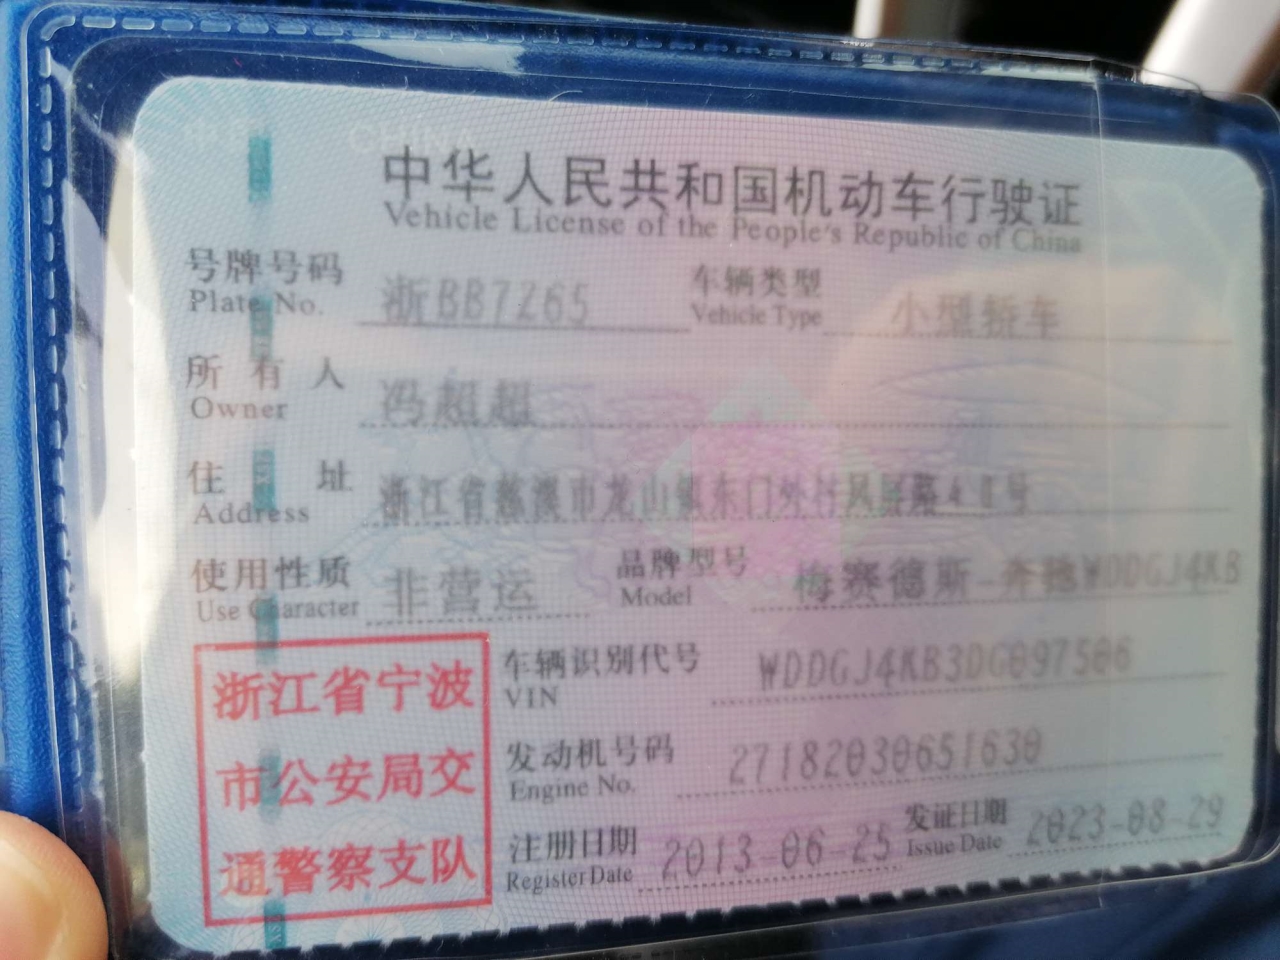 中华人民共和国机动车行驶证
Vehicle License of the People's Republic of China
号牌号码 浙BB7Z65 车辆类型 小型轿车
Plate No. Vehicle Type
所有人 冯超超
Owner
住址 浙江省慈溪市龙山镇东门外村凤屏路
Address
使用性质 非营运 品牌型号 梅赛德斯-奔驰WDDGJ4KB
Use Character Model
浙江省宁波
市公安局交
通警察支队
车辆识别代号 WDDGJ4KB3DG097506
VIN
发动机号码 27182030651630
Engine No.
注册日期 2013-06-25 发证日期 2023-08-29
Register Date Issue Date